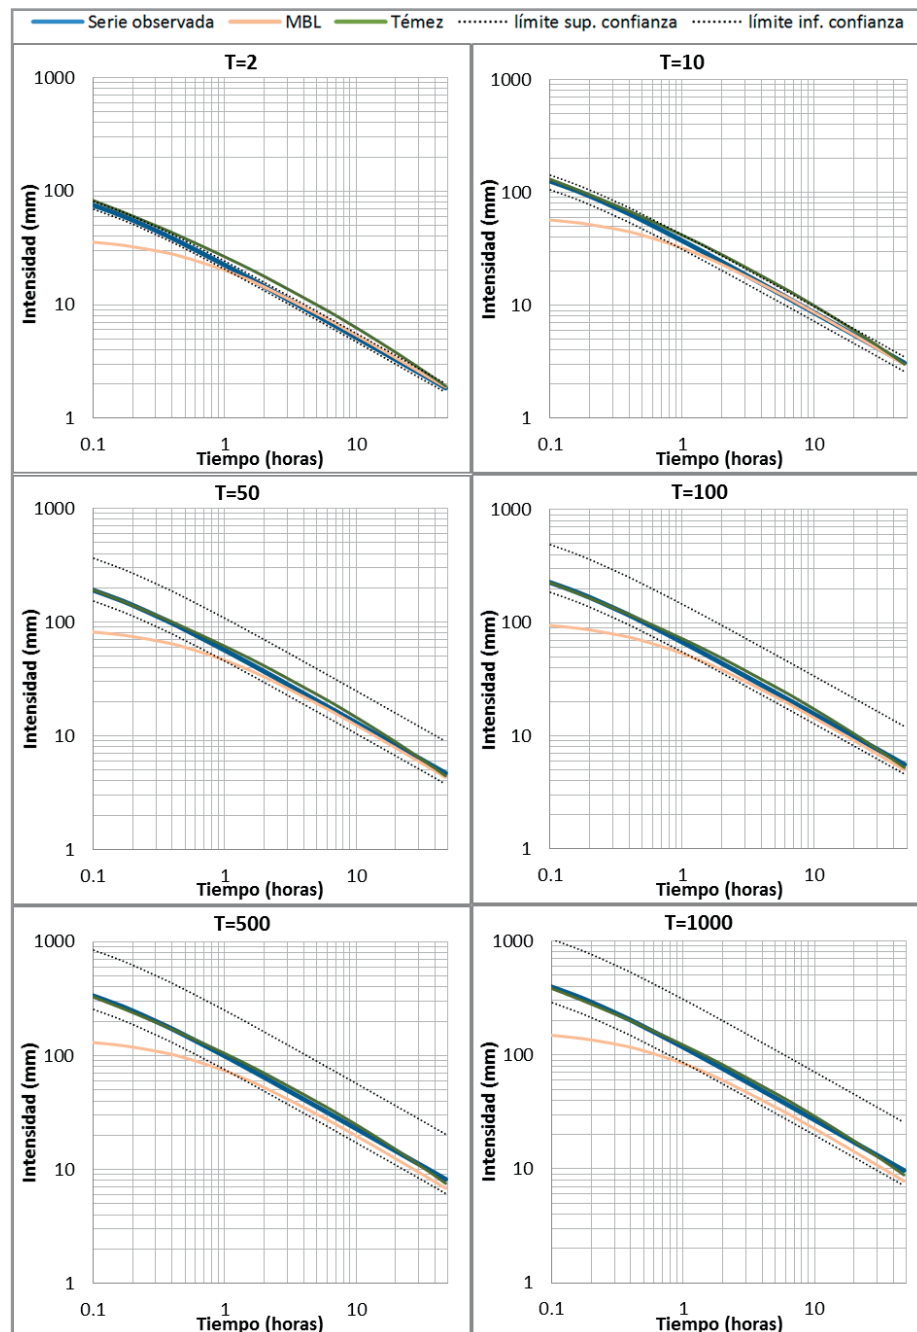 Serie observada MBL Témez límite sup. confianza límite inf. confianza
T=2
Intensidad (mm)
1000
100
10
1
0.1 1 10
Tiempo (horas)
T=10
Intensidad (mm)
1000
100
10
1
0.1 1 10
Tiempo (horas)
T=50
Intensidad (mm)
1000
100
10
1
0.1 1 10
Tiempo (horas)
T=100
Intensidad (mm)
1000
100
10
1
0.1 1 10
Tiempo (horas)
T=500
Intensidad (mm)
1000
100
10
1
0.1 1 10
Tiempo (horas)
T=1000
Intensidad (mm)
1000
100
10
1
0.1 1 10
Tiempo (horas)